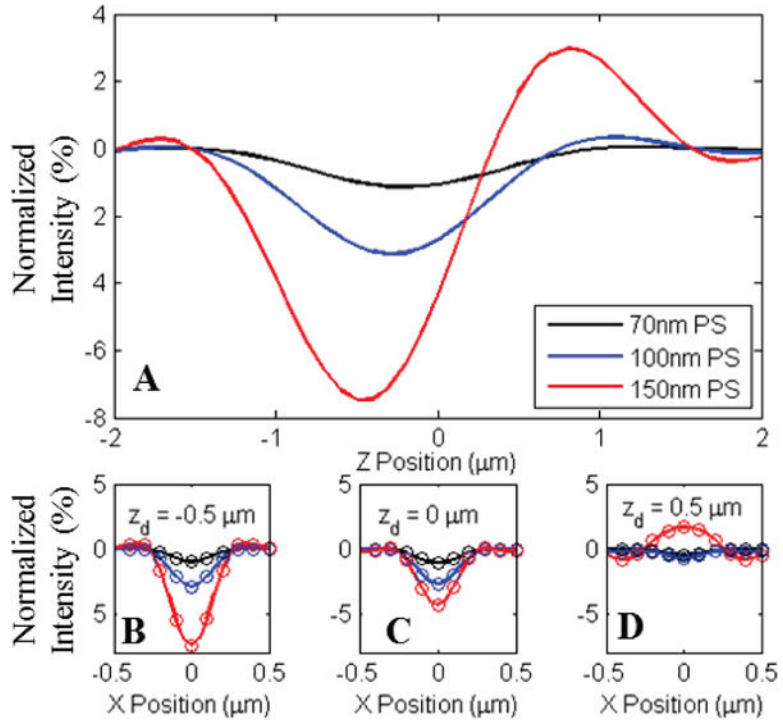 4
2
0
2
4
-6
-8
Normalized
Intensity (%)
A
70nm PS
100nm PS
150nm PS
-2
-1
0
1
2
Z Position (μm)
Normalized
Intensity (%)
5
0
5
z_d = -0.5 μm
B
-0.5
0
0.5
X Position (μm)
5
0
-5
z_d = 0 μm
C
-0.5
0
0.5
X Position (μm)
5
0
-5
z_d = 0.5 μm
D
-0.5
0
0.5
X Position (μm)